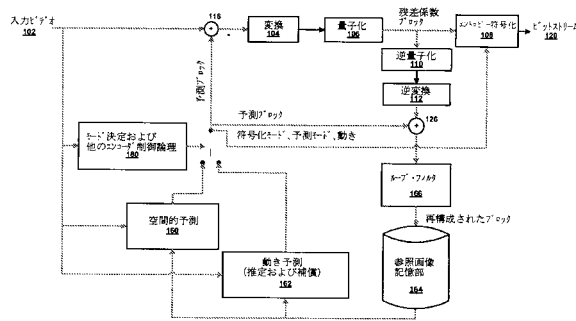 入力ビデオ
102
116
変換
104
量子化
106
残差係数
ブロック
エントロピー符号化
108
ビットストリーム
120
逆量子化
110
逆変換
112
予測ブロック
予測ブロック
126
符号化モード、予測モード、動き
モード決定および
他のエンコーダ制御論理
180
ループ・フィルタ
166
再構成されたブロック
空間的予測
160
動き予測
(推定および補償)
162
参照画像
記憶部
164